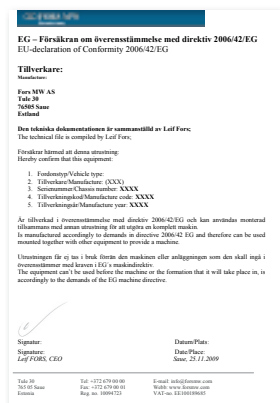 EG – Försäkran om överensstämmelse med direktiv 2006/42/EG
EU-declaration of Conformity 2006/42/EG
Tillverkare:
Manufacture:
Fors MW AS
Tule 30
76505 Saue
Estland
Den tekniska dokumentationen är sammanställd av Leif Fors;
The technical file is compiled by Leif Fors;
Försäkrar härmed att denna utrustning:
Hereby confirm that this equipment:
1. Fordonstyp/Vehicle type:
2. Tillverkare/Manufacture: (XXX)
3. Serienummer/Chassis number: XXXX
4. Tillverkningskod/Manufacture code: XXXX
5. Tillverkningsår/Manufacture year: XXXX
Är tillverkad i överensstämmelse med direktiv 2006/42/EG och kan användas monterad
tillsammans med annan utrustning för att utgöra en komplett maskin.
Is manufactured accordingly to demands in directive 2006/42 EG and therefore can be used
mounted together with other equipment to provide a machine.
Utrustningen får ej tas i bruk förrän den maskinen eller anläggningen som den skall ingå i
överensstämmer med kraven i EG´s maskindirektiv.
The equipment can't be used before the machine or the formation that it will take place in, is
accordingly to the demands of the EG machine directive.
Signatur: Datum/Plats:
Signature: Date/Place:
Leif FORS, CEO Saue, 25.11.2009
Tule 30 Tel: +372 679 00 00 E-mail: info@forsmw.com
76505 Saue Fax: +372 679 00 01 Webb: www.forsmw.com
Estonia Reg. no. 10094723 VAT-no. EE100189605